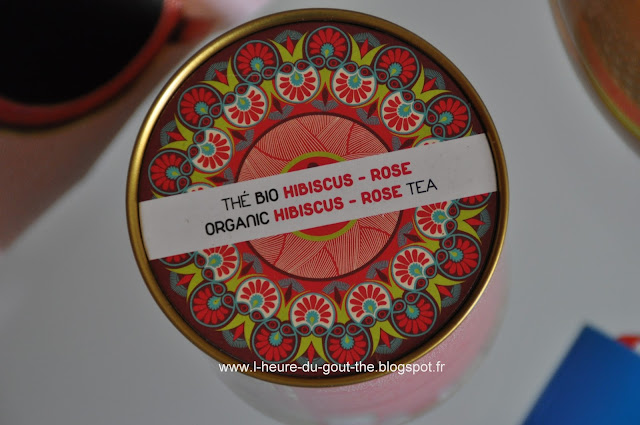 THÉ BIO HIBISCUS - ROSE
ORGANIC HIBISCUS - ROSE TEA
www.l-heure-du-gout-the.blogspot.fr